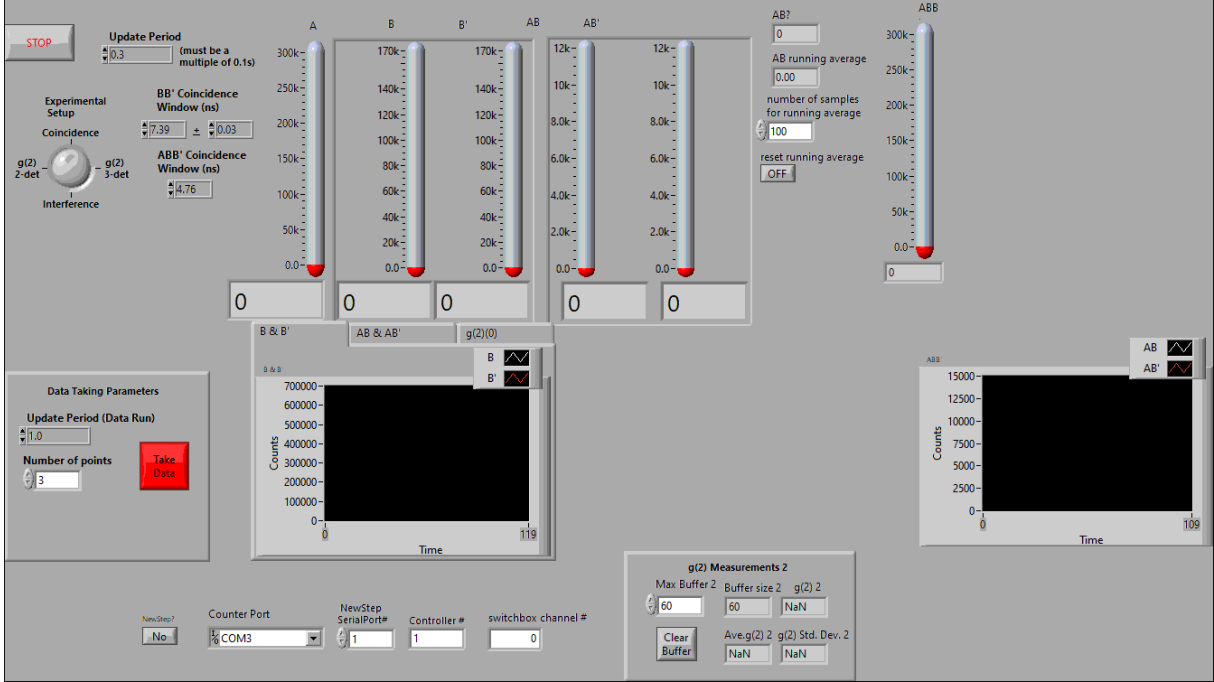 STOP
Update Period
0.3
(must be a
multiple of 0.1s)
Experimental
Setup
Coincidence
g(2)
2-det
g(2)
3-det
Interference
BB' Coincidence
Window (ns)
7.39 ± 0.03
ABB' Coincidence
Window (ns)
4.76
A
300k
250k
200k
150k
100k
50k
0.0
0
B
170k
140k
120k
100k
80k
60k
40k
20k
0.0
0
B'
170k
140k
120k
100k
80k
60k
40k
20k
0.0
0
AB
12k
10k
8.0k
6.0k
4.0k
2.0k
0.0
0
AB'
12k
10k
8.0k
6.0k
4.0k
2.0k
0.0
0
AB?
0
AB running average
0.00
number of samples
for running average
100
reset running average
OFF
ABB
300k
250k
200k
150k
100k
50k
0.0
0
B & B'
AB & AB'
g(2)(0)
B
B'
B & B'
700000
600000
500000
400000
300000
200000
100000
0
Counts
0
119
Time
Data Taking Parameters
Update Period (Data Run)
1.0
Number of points
3
Take
Data
AB
AB'
ABB
15000
12500
10000
7500
5000
2500
0
Counts
0
109
Time
g(2) Measurements 2
Max Buffer 2
60
Buffer size 2
60
g(2) 2
NaN
Clear
Buffer
Ave.g(2) 2
NaN
g(2) Std. Dev. 2
NaN
NewStep?
No
Counter Port
COM3
NewStep
SerialPort#
1
Controller #
1
switchbox channel #
0